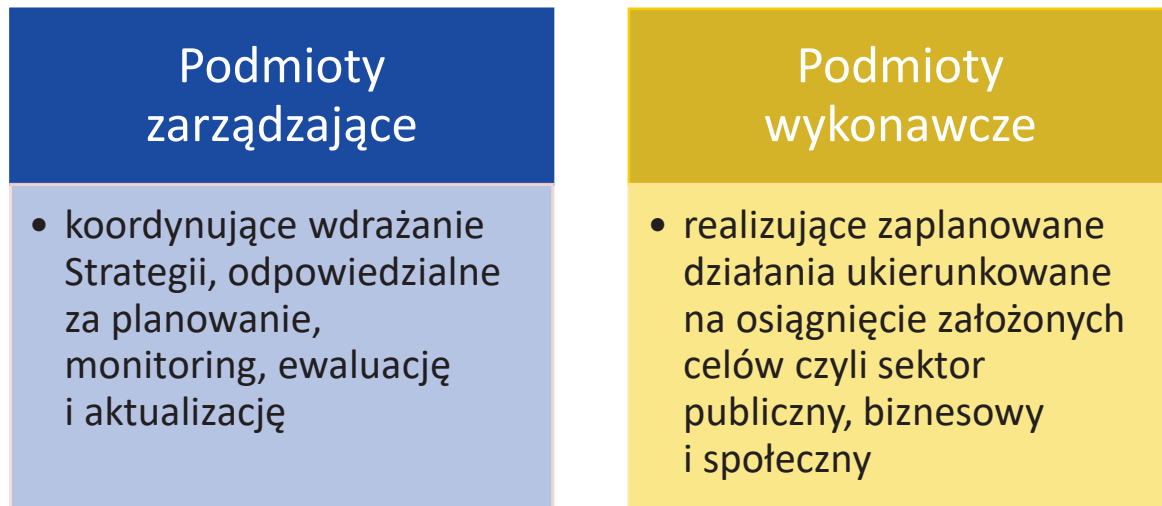 Podmioty
zarządzające
• koordynujące wdrażanie
Strategii, odpowiedzialne
za planowanie,
monitoring, ewaluację
i aktualizację
Podmioty
wykonawcze
• realizujące zaplanowane
działania ukierunkowane
na osiągnięcie założonych
celów czyli sektor
publiczny, biznesowy
i społeczny